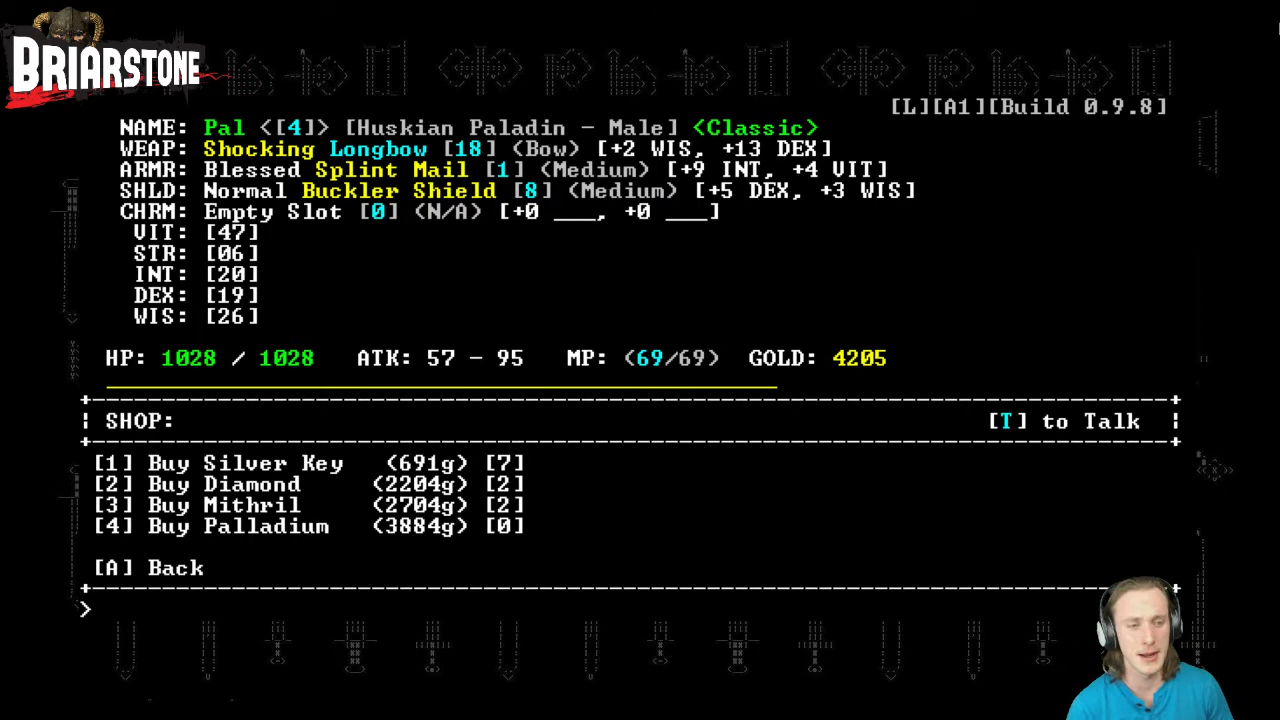 BRIARSTONE
[L][A1][Build 0.9.8]
NAME: Pal <[4]> [Huskian Paladin - Male] <Classic>
WEAP: Shocking Longbow [18] (Bow) [+2 WIS, +13 DEX]
ARMR: Blessed Splint Mail [1] (Medium) [+9 INT, +4 VIT]
SHLD: Normal Buckler Shield [8] (Medium) [+5 DEX, +3 WIS]
CHRM: Empty Slot [0] (N/A) [+0 ___, +0 ___]
VIT: [47]
STR: [06]
INT: [20]
DEX: [19]
WIS: [26]
HP: 1028 / 1028 ATK: 57 - 95 MP: (69/69) GOLD: 4205
SHOP: [T] to Talk
[1] Buy Silver Key (691g) [7]
[2] Buy Diamond (2204g) [2]
[3] Buy Mithril (2704g) [2]
[4] Buy Palladium (3884g) [0]
[A] Back
>